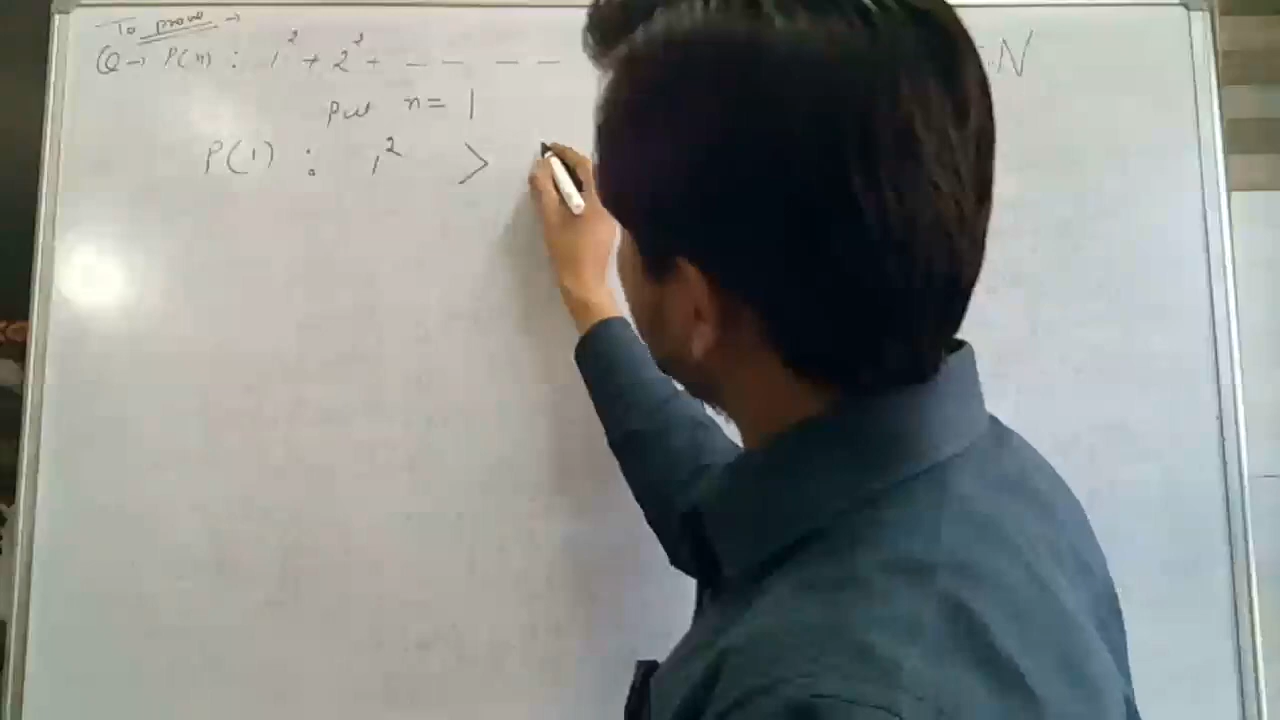 To prove →
Q → P(n) : 1² + 2² + – – – – N
Put n = 1
P(1) : 1² >